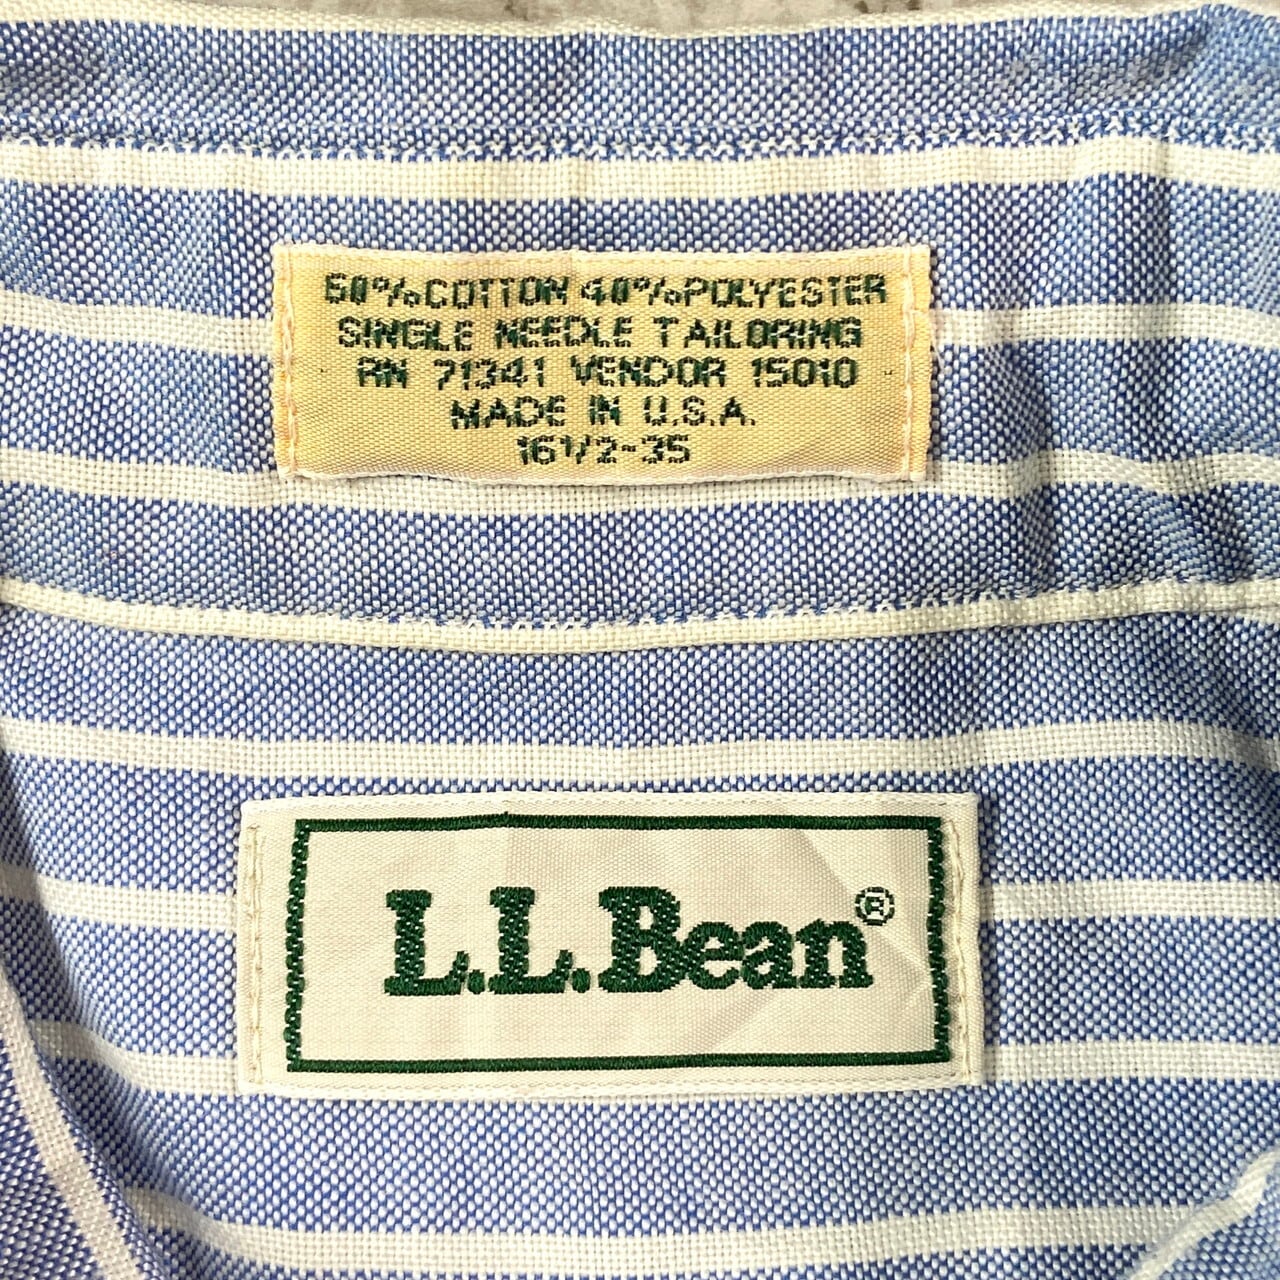 60%COTTON 40%POLYESTER
SINGLE NEEDLE TAILORING
RN 71341 VENDOR 15010
MADE IN U.S.A.
16 1/2-35
L.L.Bean®